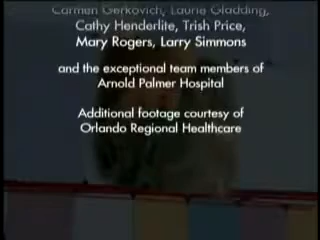 Carmen Gerkovich, Laurie Gladding,
Cathy Henderlite, Trish Price,
Mary Rogers, Larry Simmons
and the exceptional team members of
Arnold Palmer Hospital
Additional footage courtesy of
Orlando Regional Healthcare